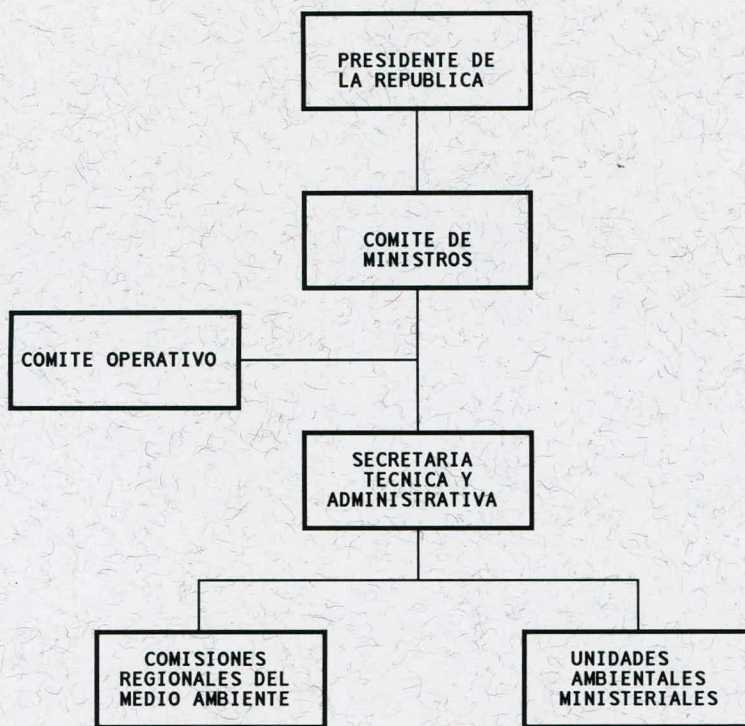 PRESIDENTE DE
LA REPUBLICA
COMITE DE
MINISTROS
COMITE OPERATIVO
SECRETARIA
TECNICA Y
ADMINISTRATIVA
COMISIONES
REGIONALES DEL
MEDIO AMBIENTE
UNIDADES
AMBIENTALES
MINISTERIALES